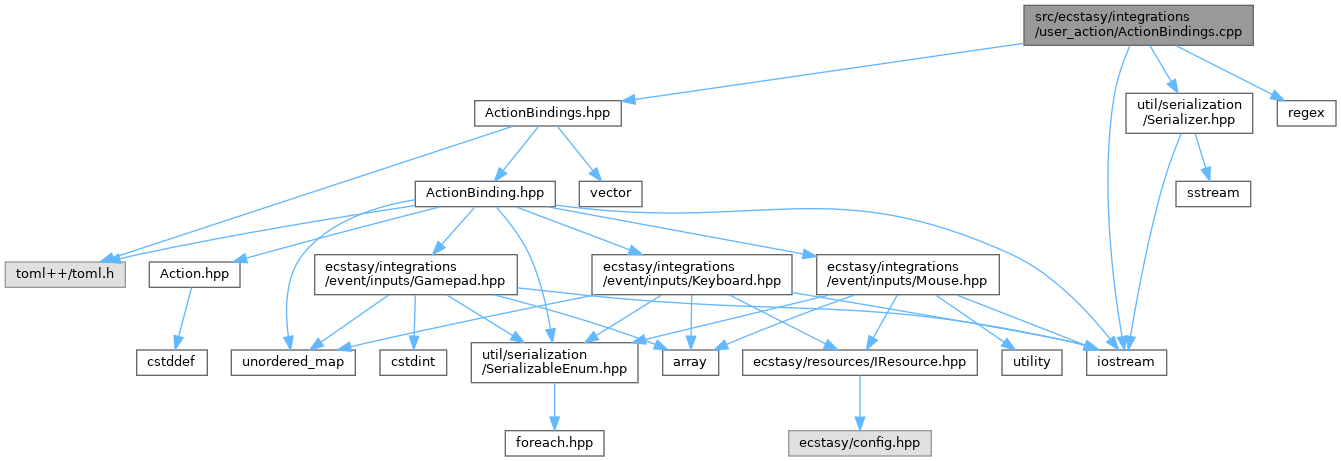 src/ecstasy/integrations
/user_action/ActionBindings.cpp
ActionBindings.hpp
util/serialization
/Serializer.hpp
regex
ActionBinding.hpp
vector
sstream
toml++/toml.h
Action.hpp
ecstasy/integrations
/event/inputs/Gamepad.hpp
ecstasy/integrations
/event/inputs/Keyboard.hpp
ecstasy/integrations
/event/inputs/Mouse.hpp
cstddef
unordered_map
cstdint
util/serialization
/SerializableEnum.hpp
array
ecstasy/resources/IResource.hpp
utility
iostream
foreach.hpp
ecstasy/config.hpp